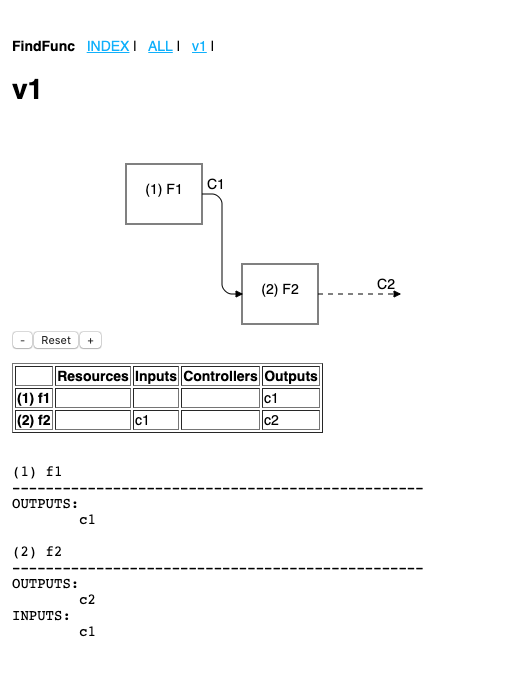 FindFunc INDEX | ALL | v1 |
v1
(1) F1
C1
(2) F2
C2
- Reset +
Resources Inputs Controllers Outputs
(1) f1 c1
(2) f2 c1 c2
(1) f1
--------------------------------------------------
OUTPUTS:
c1
(2) f2
--------------------------------------------------
OUTPUTS:
c2
INPUTS:
c1